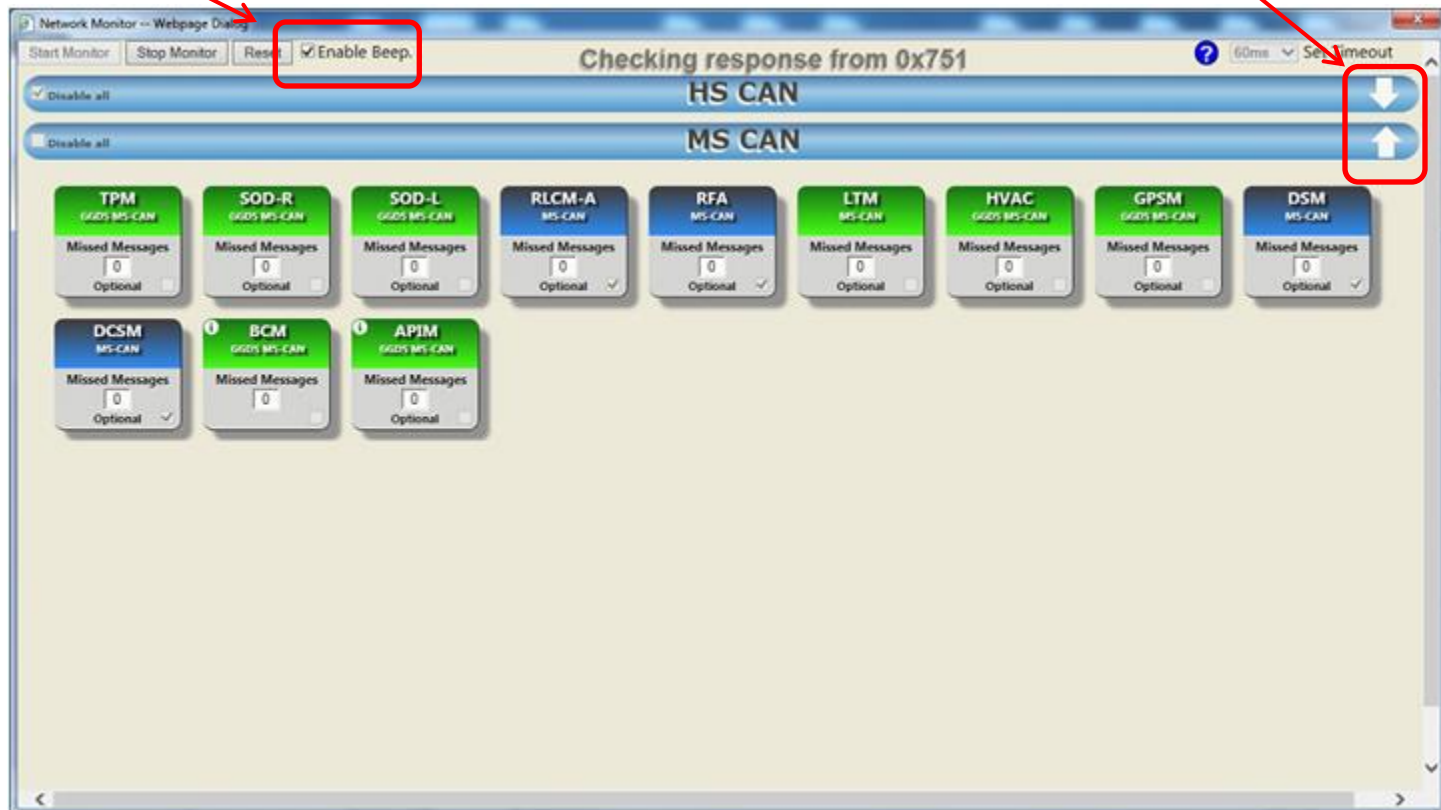 Network Monitor -- Webpage Dialog
Start Monitor Stop Monitor Reset Enable Beep. Checking response from 0x751 ? 60ms Set Timeout
Disable all HS CAN
Disable all MS CAN
TPM SOD-R SOD-L RLCM-A RFA LTM HVAC GPSM DSM
GGDS MS-CAN GGDS MS-CAN GGDS MS-CAN MS-CAN MS-CAN MS-CAN GGDS MS-CAN GGDS MS-CAN MS-CAN
Missed Messages Missed Messages Missed Messages Missed Messages Missed Messages Missed Messages Missed Messages Missed Messages Missed Messages
0 0 0 0 0 0 0 0 0
Optional Optional Optional Optional Optional Optional Optional Optional Optional
DCSM BCM APIM
MS-CAN GGDS MS-CAN GGDS MS-CAN
Missed Messages Missed Messages Missed Messages
0 0 0
Optional Optional